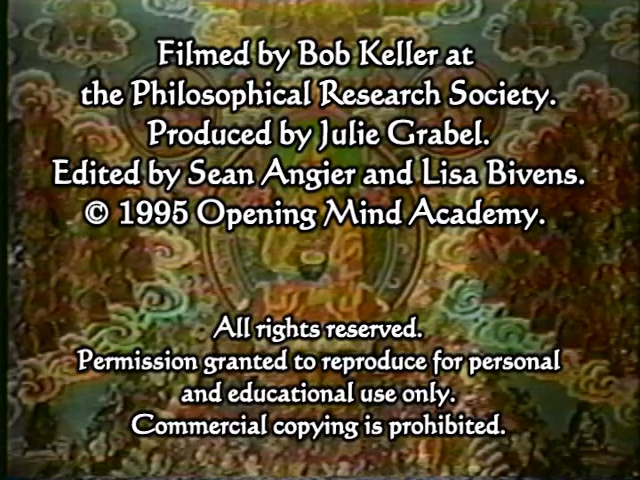 Filmed by Bob Keller at
the Philosophical Research Society.
Produced by Julie Grabel.
Edited by Sean Angier and Lisa Bivens.
© 1995 Opening Mind Academy.
All rights reserved.
Permission granted to reproduce for personal
and educational use only.
Commercial copying is prohibited.